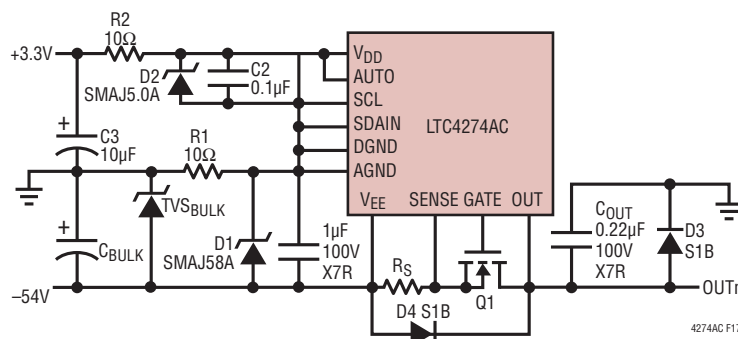 R2
10Ω
+3.3V
VDD
D2
SMAJ5.0A
C2
0.1µF
AUTO
SCL
SDAIN
LTC4274AC
DGND
AGND
+
C3
10µF
R1
10Ω
VEE
SENSE
GATE
OUT
TVSBULK
+
CBULK
D1
SMAJ58A
1µF
100V
X7R
COUT
0.22µF
100V
X7R
D3
S1B
–54V
RS
Q1
OUTn
D4 S1B
4274AC F17